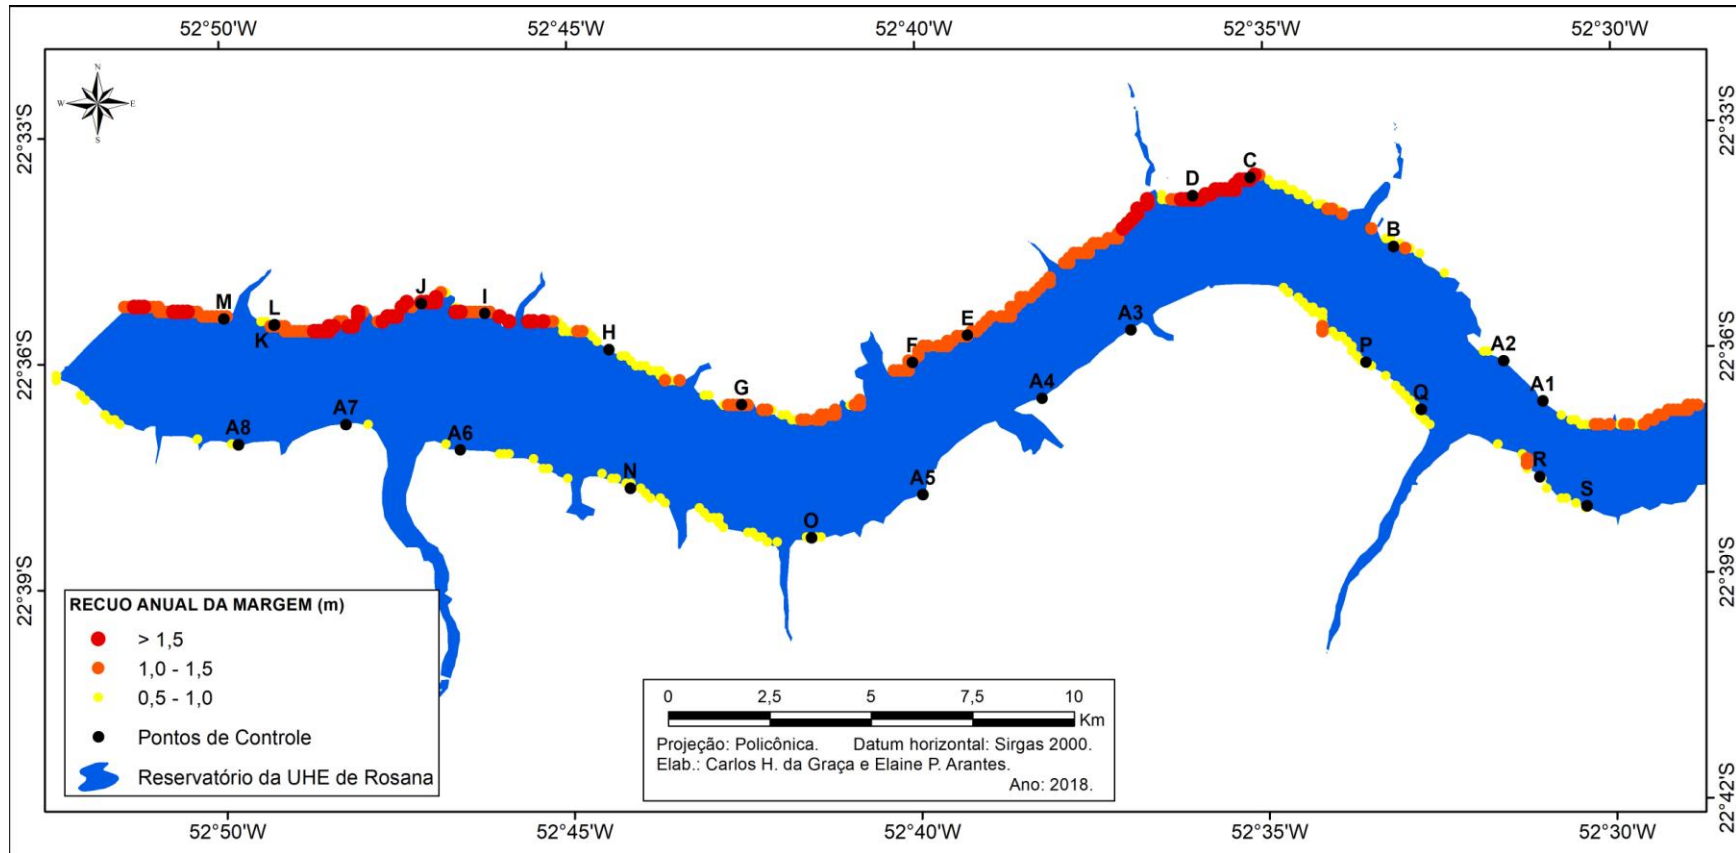 52°50'W 52°45'W 52°40'W 52°35'W 52°30'W
N
W E
S
22°33'S 22°33'S
C
D
B
J
I
M
L
K
H
E
F
A3
P
A2
22°36'S 22°36'S
G
A4
Q
A1
A8
A7
A6
N
A5
R
S
O
22°39'S 22°39'S
RECUO ANUAL DA MARGEM (m)
> 1,5
1,0 - 1,5
0,5 - 1,0
Pontos de Controle
Reservatório da UHE de Rosana
0 2,5 5 7,5 10
Km
Projeção: Policônica. Datum horizontal: Sirgas 2000.
Elab.: Carlos H. da Graça e Elaine P. Arantes.
Ano: 2018.
22°42'S
52°50'W 52°45'W 52°40'W 52°35'W 52°30'W